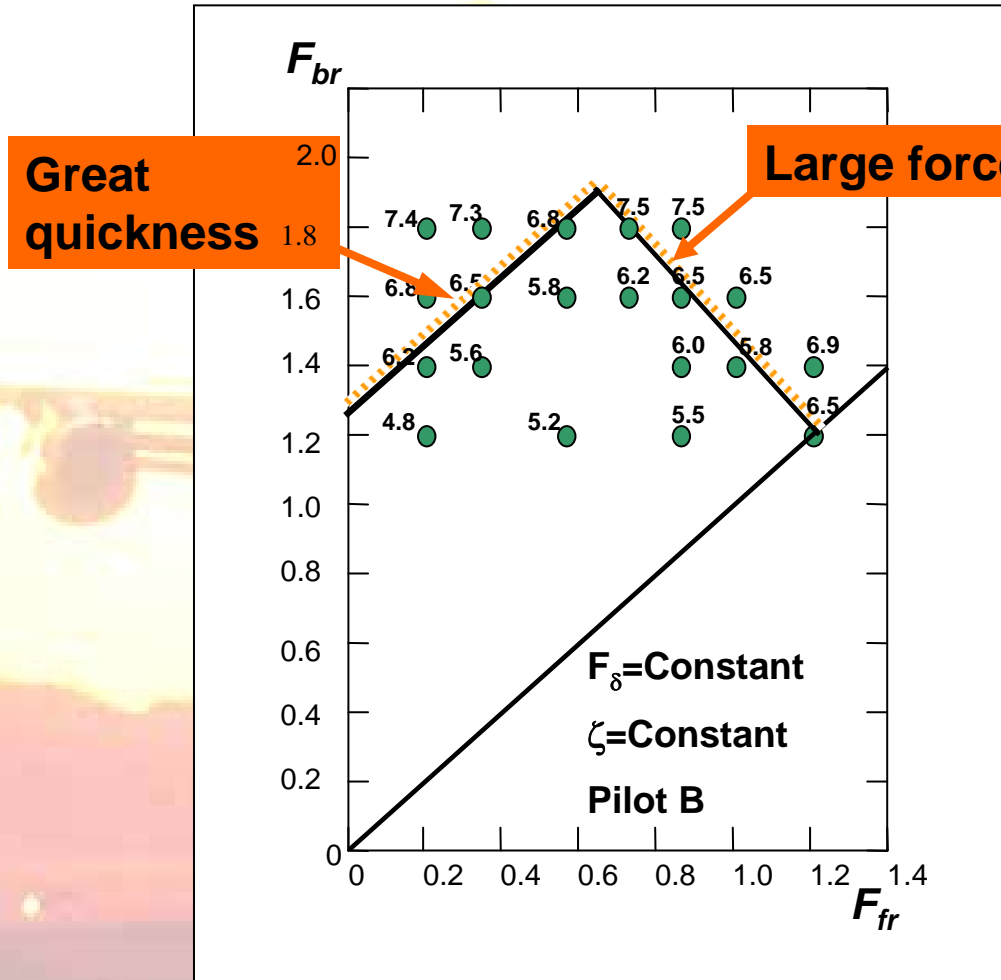 F_br
Great
quickness
Large force
2.0
1.8
1.6
1.4
1.2
1.0
0.8
0.6
0.4
0.2
0
7.4 7.3 6.8 7.5 7.5
6.8 6.5 5.8 6.2 6.5 6.5
6.2 5.6 6.0 5.8 6.9
4.8 5.2 5.5 6.5
F_δ=Constant
ζ=Constant
Pilot B
0 0.2 0.4 0.6 0.8 1.0 1.2 1.4
F_fr